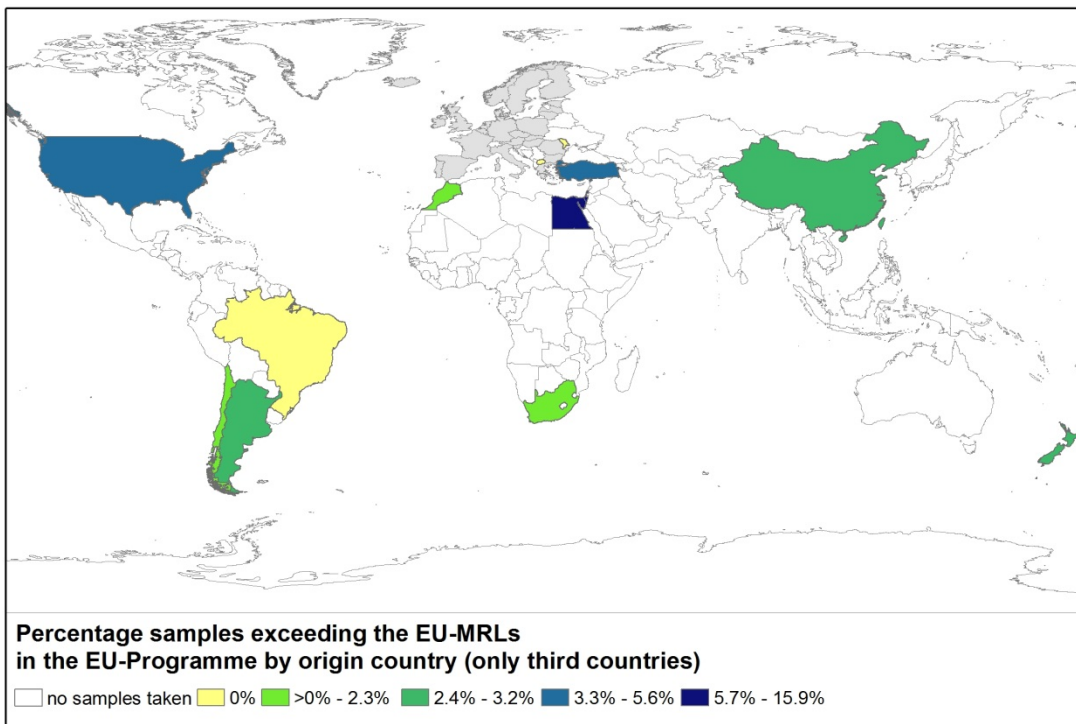 Percentage samples exceeding the EU-MRLs
in the EU-Programme by origin country (only third countries)
no samples taken 0% >0% - 2.3% 2.4% - 3.2% 3.3% - 5.6% 5.7% - 15.9%